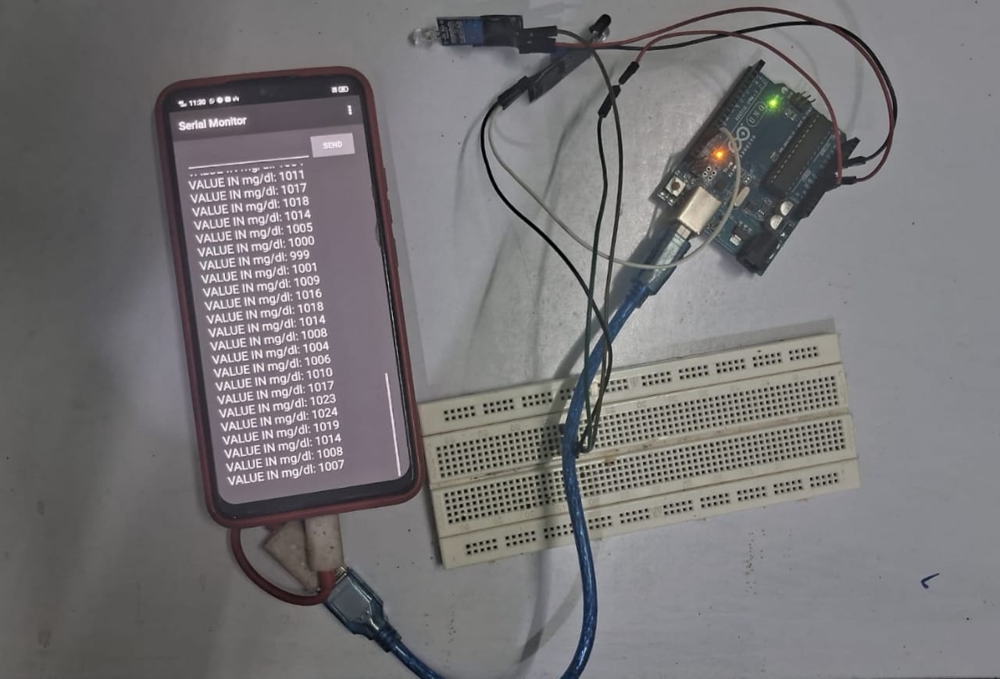 11:30
Serial Monitor
SEND
VALUE IN mg/dl: 1011
VALUE IN mg/dl: 1017
VALUE IN mg/dl: 1018
VALUE IN mg/dl: 1014
VALUE IN mg/dl: 1005
VALUE IN mg/dl: 1000
VALUE IN mg/dl: 999
VALUE IN mg/dl: 1001
VALUE IN mg/dl: 1009
VALUE IN mg/dl: 1016
VALUE IN mg/dl: 1018
VALUE IN mg/dl: 1014
VALUE IN mg/dl: 1008
VALUE IN mg/dl: 1004
VALUE IN mg/dl: 1006
VALUE IN mg/dl: 1010
VALUE IN mg/dl: 1017
VALUE IN mg/dl: 1023
VALUE IN mg/dl: 1024
VALUE IN mg/dl: 1019
VALUE IN mg/dl: 1014
VALUE IN mg/dl: 1008
VALUE IN mg/dl: 1007
UNO